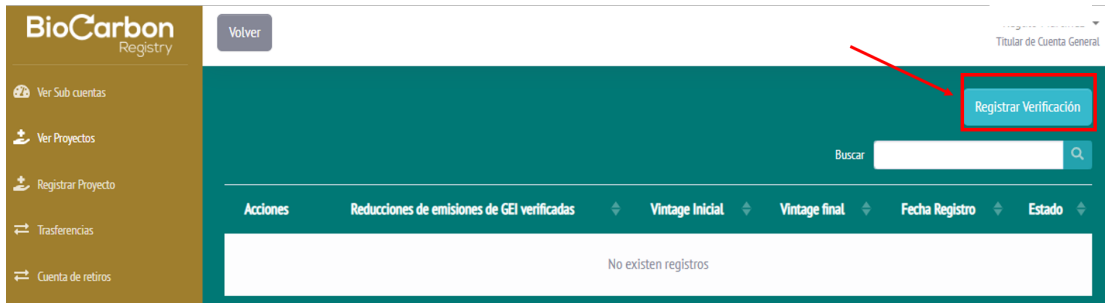 BioCarbon
Registry
Volver
Titular de Cuenta General
Ver Sub cuentas
Ver Proyectos
Registrar Proyecto
Trasferencias
Cuenta de retiros
Registrar Verificación
Buscar
Acciones Reducciones de emisiones de GEI verificadas Vintage Inicial Vintage final Fecha Registro Estado
No existen registros